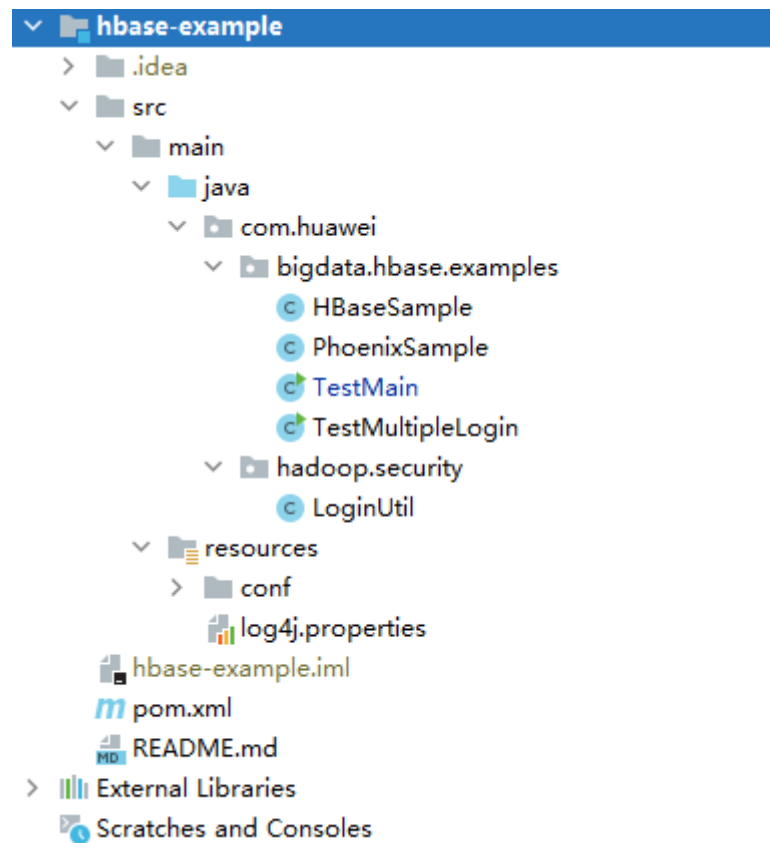 hbase-example
.idea
src
main
java
com.huawei
bigdata.hbase.examples
C HBaseSample
C PhoenixSample
C TestMain
C TestMultipleLogin
hadoop.security
C LoginUtil
resources
conf
log4j.properties
hbase-example.iml
m pom.xml
MD README.md
External Libraries
Scratches and Consoles